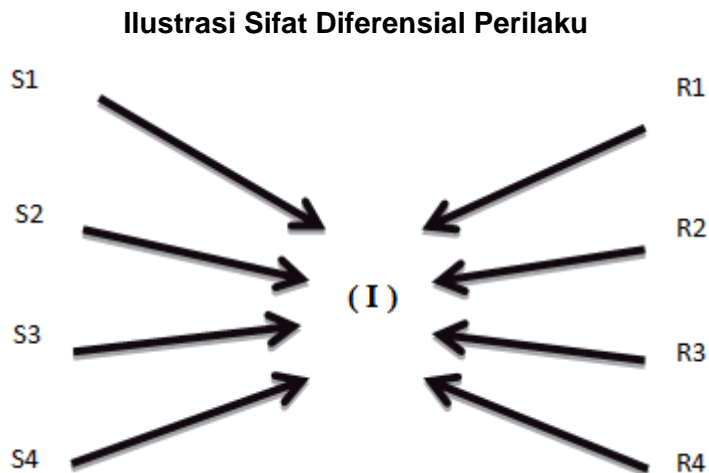 Ilustrasi Sifat Diferensial Perilaku
S1
R1
S2
R2
( I )
S3
R3
S4
R4